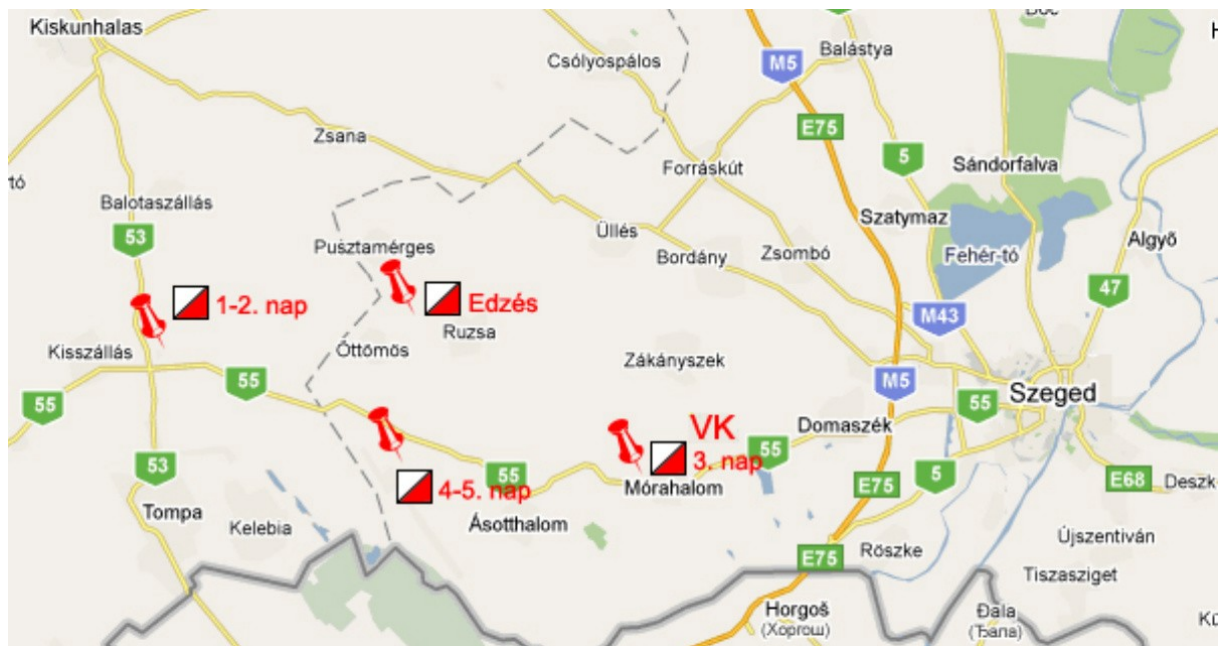 Kiskunhalas
M5
Balástya
Csólyospálos
E75
Zsana
5
Sándorfalva
Forráskút
tó
Balotaszállás
Szatymaz
53
Üllés
Algyő
Pusztamérges
Bordány
Zsombó
Fehér-tó
1-2. nap
Edzés
47
M43
Ruzsa
Kisszállás
Öttömös
Zákányszek
55
M5
Szeged
55
55
VK
Domaszék
53
55
3. nap
55
5
4-5. nap
Mórahalom
E75
E68
Deszk
Tompa
Kelebia
Ásotthalom
Újszentiván
E75
Röszke
Tiszasziget
Horgoš
(Хоргош)
Đala
(Ђала)